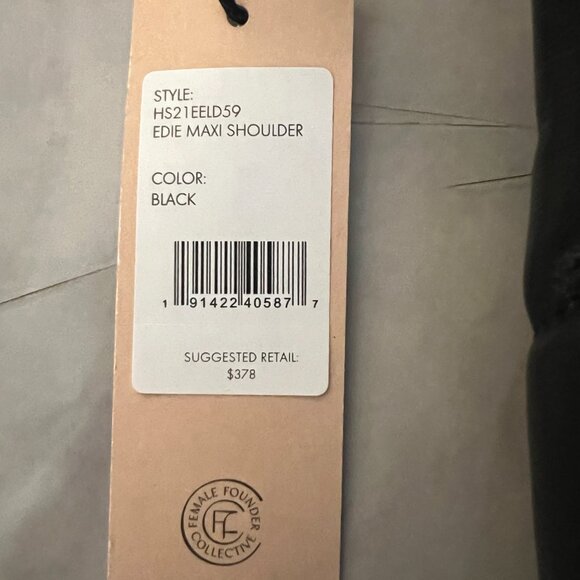 STYLE:
HS21EELD59
EDIE MAXI SHOULDER
COLOR:
BLACK
1 91422 40587 7
SUGGESTED RETAIL:
$378
FEMALE FOUNDER
COLLECTIVE
FFC